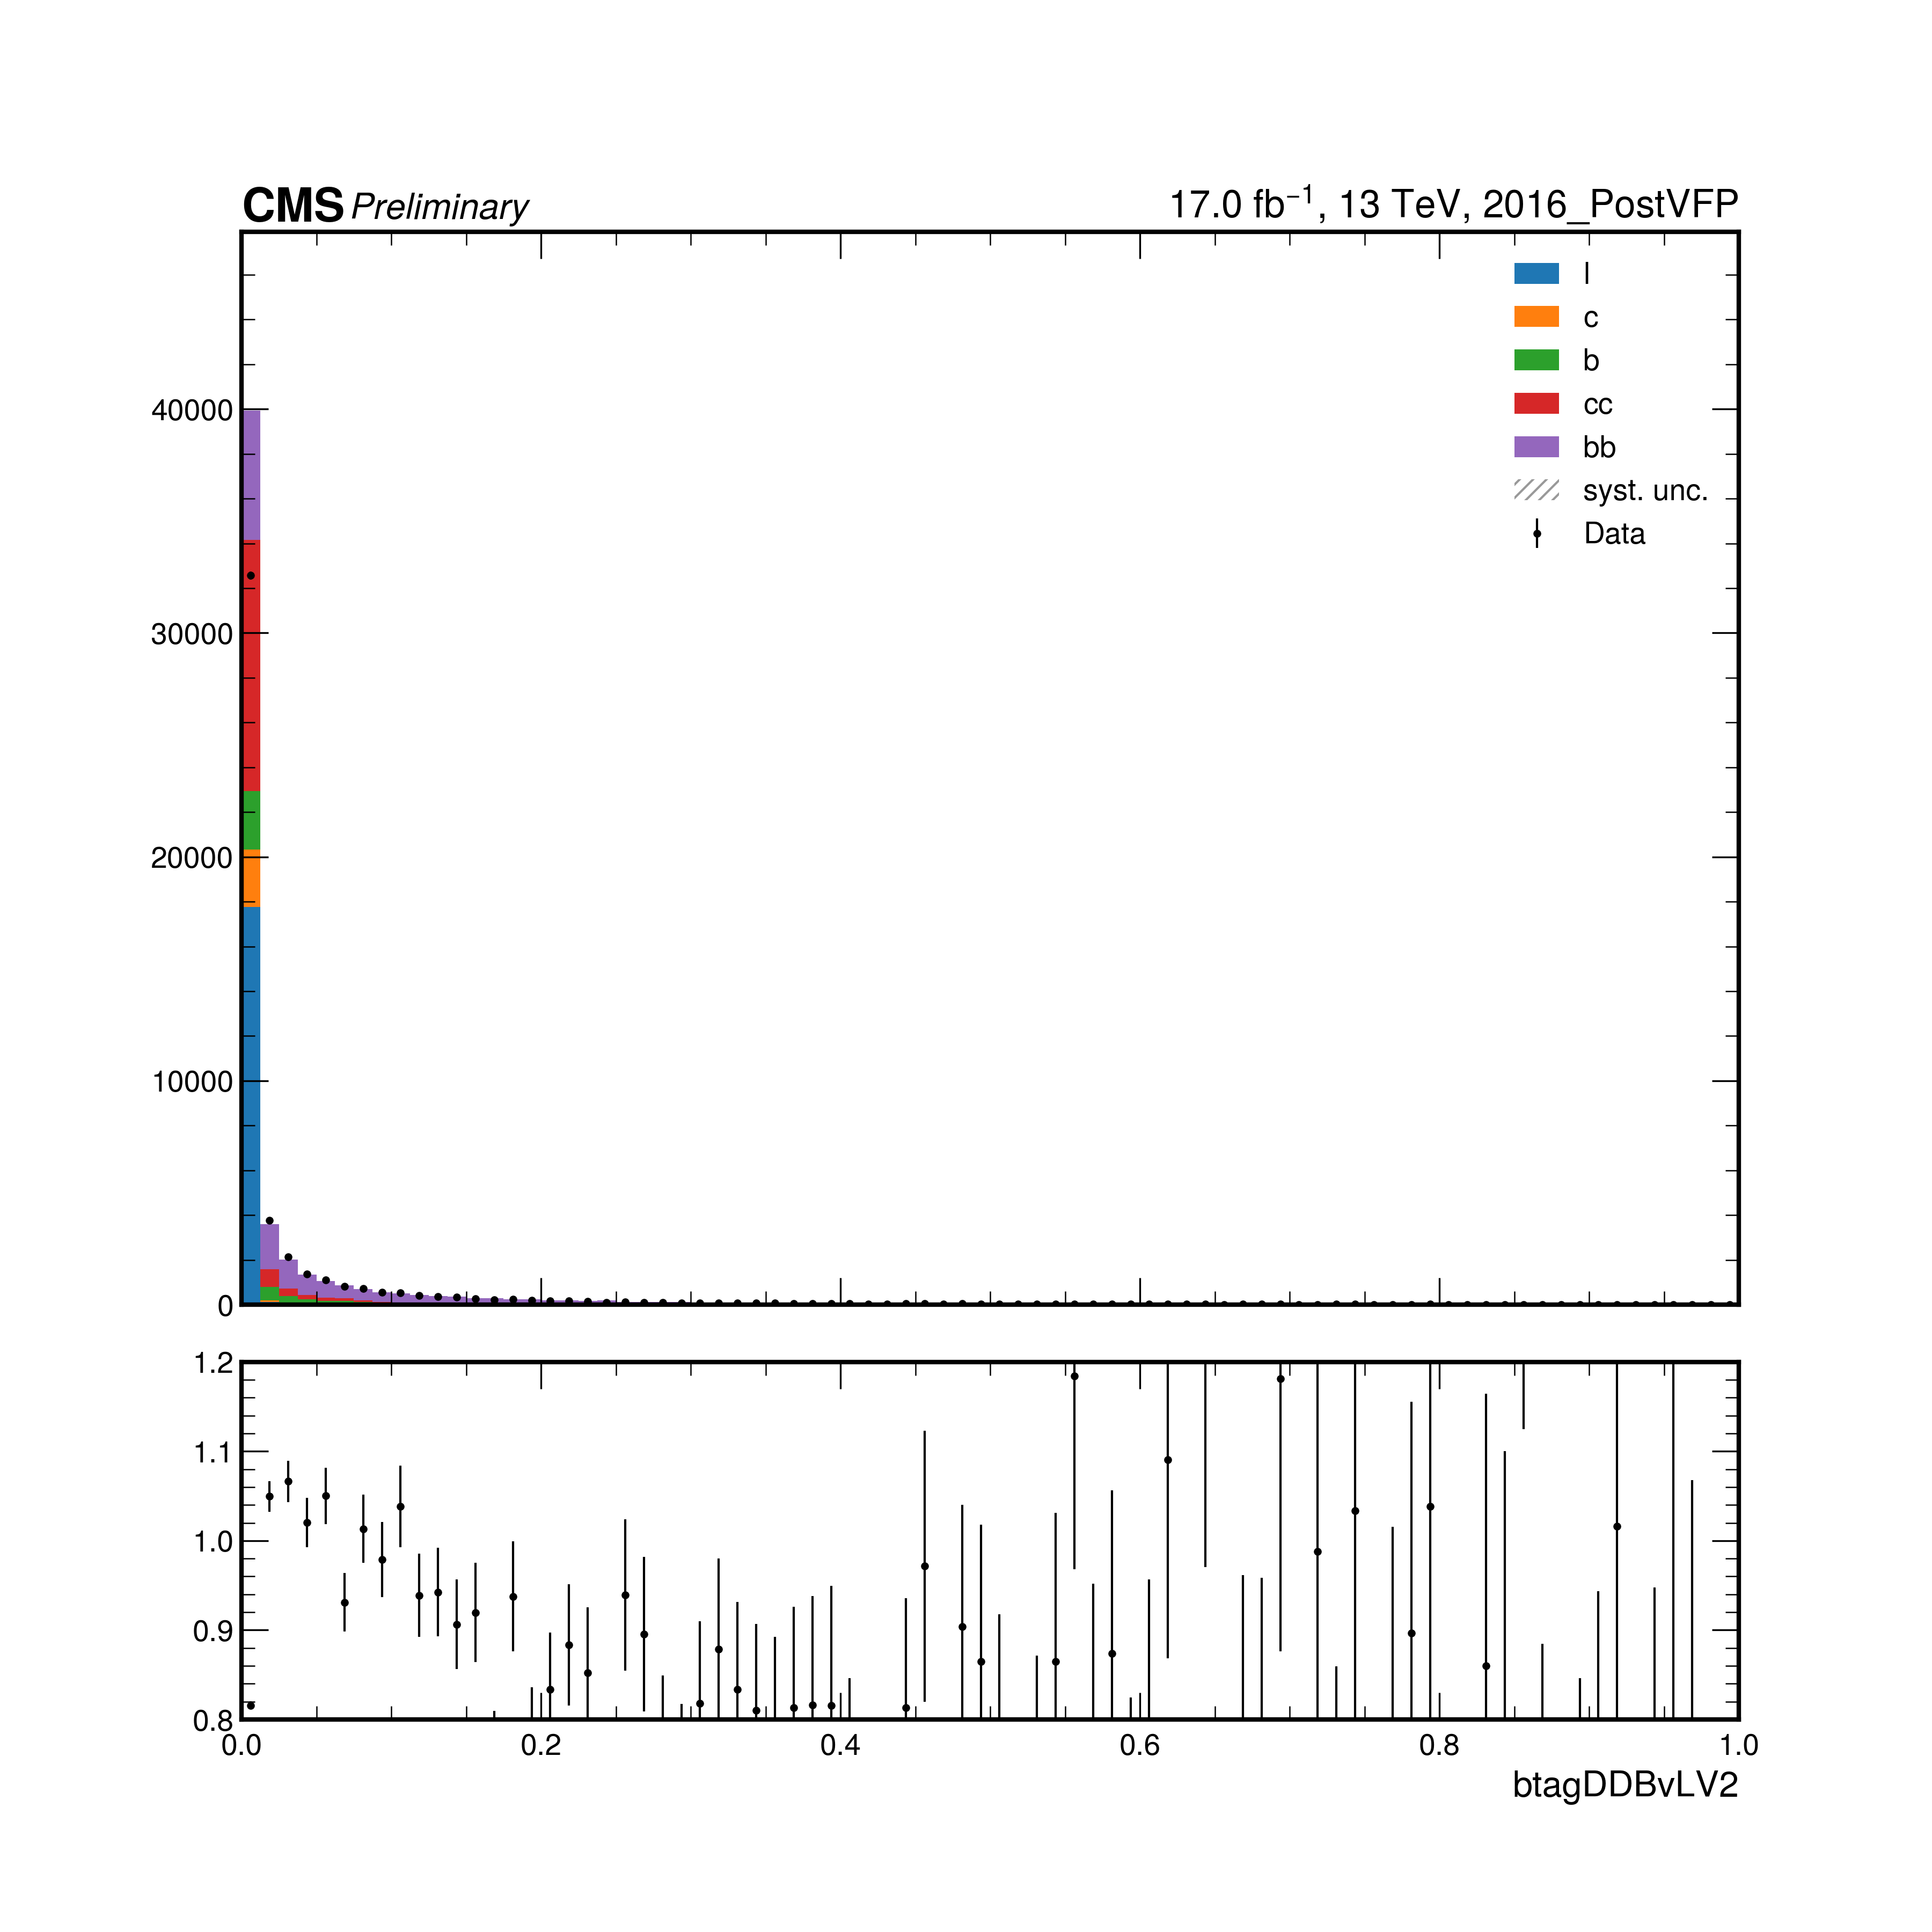 CMS Preliminary
17.0 fb⁻¹, 13 TeV, 2016_PostVFP
l
c
b
cc
bb
syst. unc.
Data
40000
30000
20000
10000
0
1.2
1.1
1.0
0.9
0.8
0.0 0.2 0.4 0.6 0.8 1.0
btagDDBvLV2